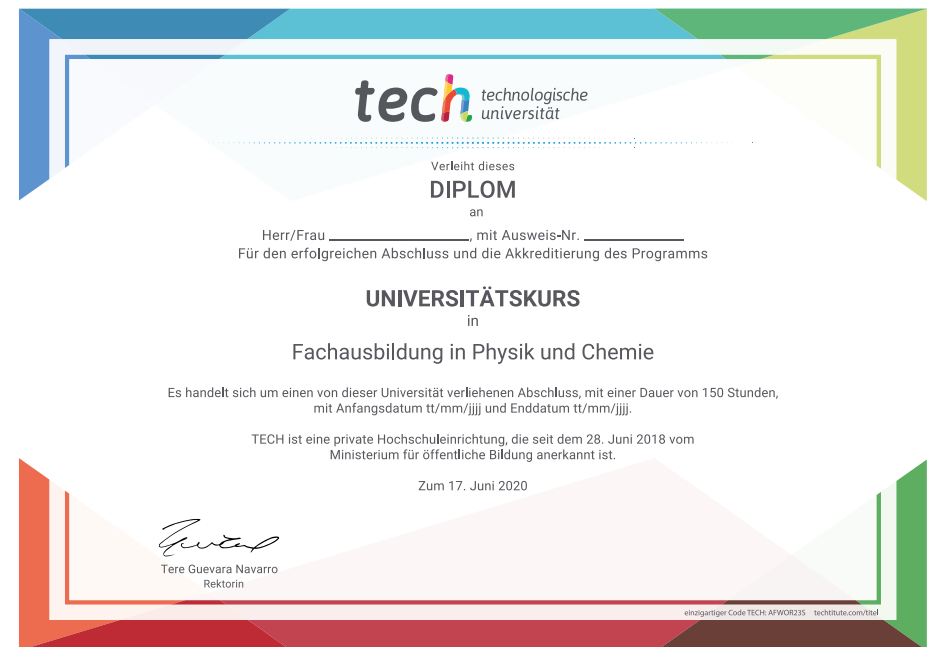 tech technologische
universität
Verleiht dieses
DIPLOM
an
Herr/Frau ____________, mit Ausweis-Nr. ____________
Für den erfolgreichen Abschluss und die Akkreditierung des Programms
UNIVERSITÄTSKURS
in
Fachausbildung in Physik und Chemie
Es handelt sich um einen von dieser Universität verliehenen Abschluss, mit einer Dauer von 150 Stunden,
mit Anfangsdatum tt/mm/jjjj und Enddatum tt/mm/jjjj.
TECH ist eine private Hochschuleinrichtung, die seit dem 28. Juni 2018 vom
Ministerium für öffentliche Bildung anerkannt ist.
Zum 17. Juni 2020
Tere Guevara Navarro
Rektorin
einzigartiger Code TECH: AFWOR23S techtitute.com/titel